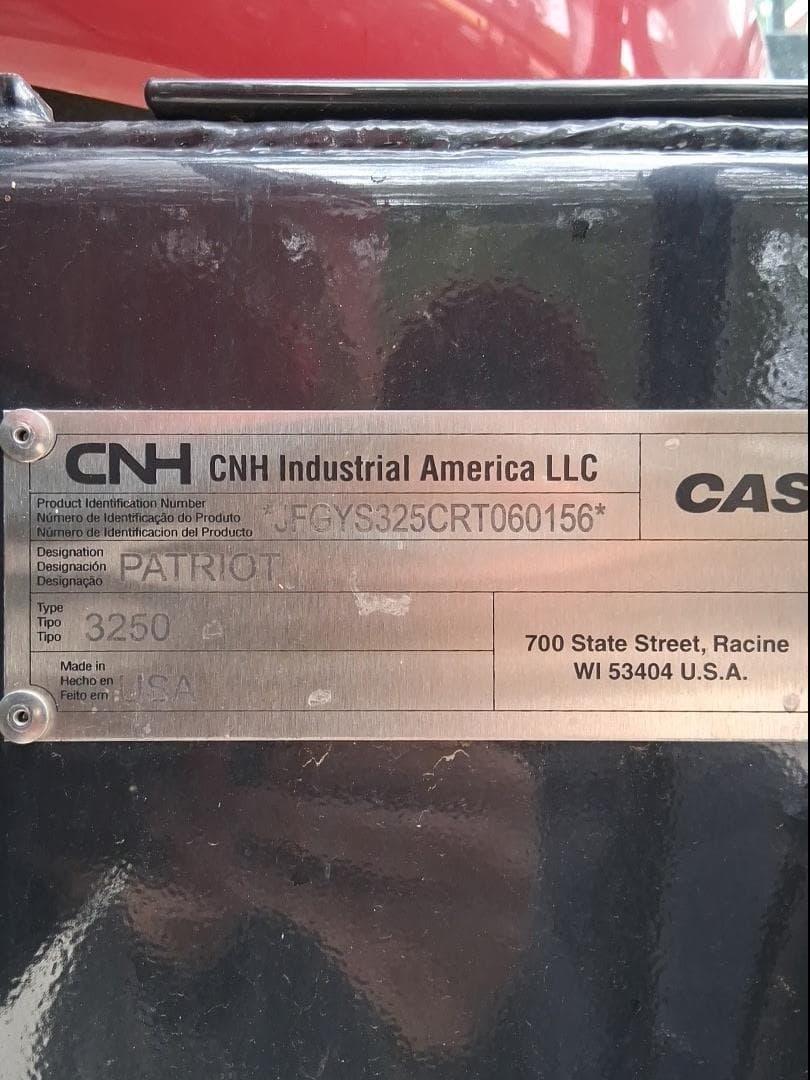 CNH CNH Industrial America LLC
CAS
Product Identification Number
Número de Identificação do Produto
Número de Identificacion del Producto
*JFGYS325CRT060156*
Designation
Designación
Designação
PATRIOT
Type
Tipo
Tipo
3250
Made in
Hecho en
Feito em
USA
700 State Street, Racine
WI 53404 U.S.A.